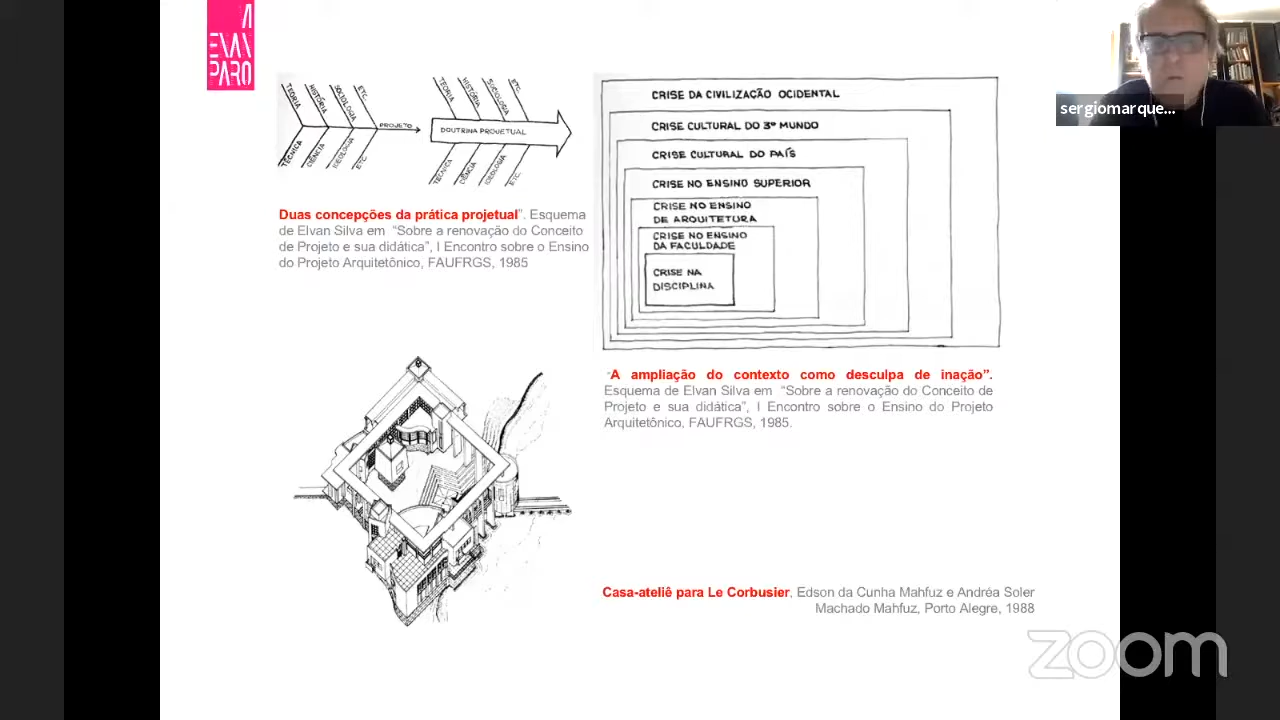 A
EVAN
PARO
sergiomarque...
TEORIA
HISTÓRIA
SOCIOLOGIA
ETC.
PROJETO
TÉCNICA
CIÊNCIA
IDEOLOGIA
ETC
TEORIA
HISTÓRIA
SOCIOLOGIA
ETC.
DOUTRINA PROJETUAL
TÉCNICA
CIÊNCIA
IDEOLOGIA
ETC.
Duas concepções da prática projetual”. Esquema
de Elvan Silva em “Sobre a renovação do Conceito
de Projeto e sua didática”, I Encontro sobre o Ensino
do Projeto Arquitetônico, FAUFRGS, 1985
CRISE DA CIVILIZAÇÃO OCIDENTAL
CRISE CULTURAL DO 3º MUNDO
CRISE CULTURAL DO PAÍS
CRISE NO ENSINO SUPERIOR
CRISE NO ENSINO
DE ARQUITETURA
CRISE NO ENSINO
DA FACULDADE
CRISE NA
DISCIPLINA
“A ampliação do contexto como desculpa de inação”.
Esquema de Elvan Silva em “Sobre a renovação do Conceito de
Projeto e sua didática”, I Encontro sobre o Ensino do Projeto
Arquitetônico, FAUFRGS, 1985.
Casa-ateliê para Le Corbusier, Edson da Cunha Mahfuz e Andréa Soler
Machado Mahfuz, Porto Alegre, 1988
zoom